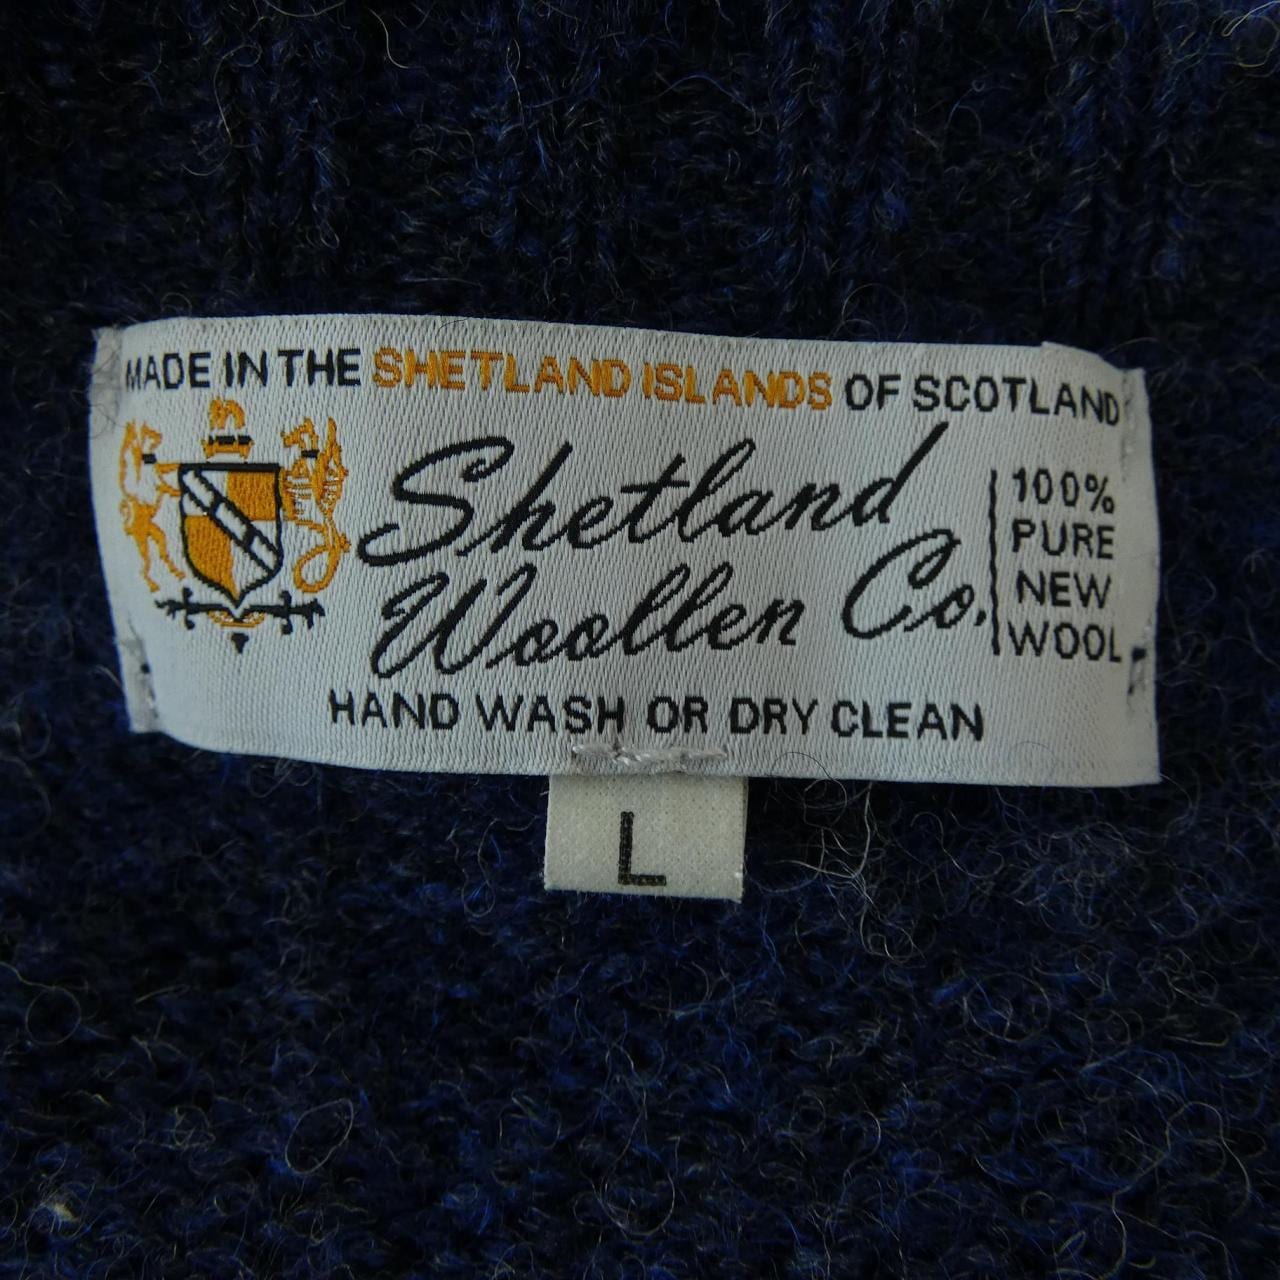 MADE IN THE SHETLAND ISLANDS OF SCOTLAND
Shetland
Woollen Co.
100%
PURE
NEW
WOOL
HAND WASH OR DRY CLEAN
L